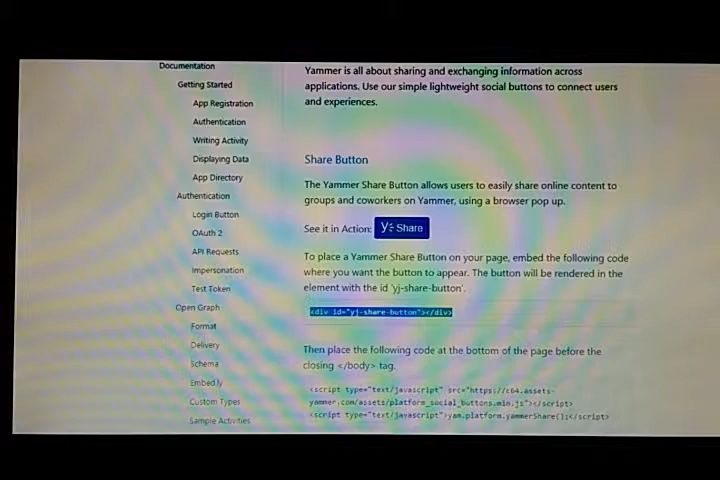 Documentation
Getting Started
App Registration
Authentication
Writing Activity
Displaying Data
App Directory
Authentication
Login Button
OAuth 2
API Requests
Impersonation
Test Token
Open Graph
Format
Delivery
Schema
Embed.ly
Custom Types
Sample Activities
Yammer is all about sharing and exchanging information across
applications. Use our simple lightweight social buttons to connect users
and experiences.
Share Button
The Yammer Share Button allows users to easily share online content to
groups and coworkers on Yammer, using a browser pop up.
See it in Action: Share
To place a Yammer Share Button on your page, embed the following code
where you want the button to appear. The button will be rendered in the
element with the id 'yj-share-button'.
<div id="yj-share-button"></div>
Then place the following code at the bottom of the page before the
closing </body> tag.
<script type="text/javascript" src="https://c64.assets-
yammer.com/assets/platform_social_buttons.min.js"></script>
<script type="text/javascript">yam.platform.yammerShare();</script>